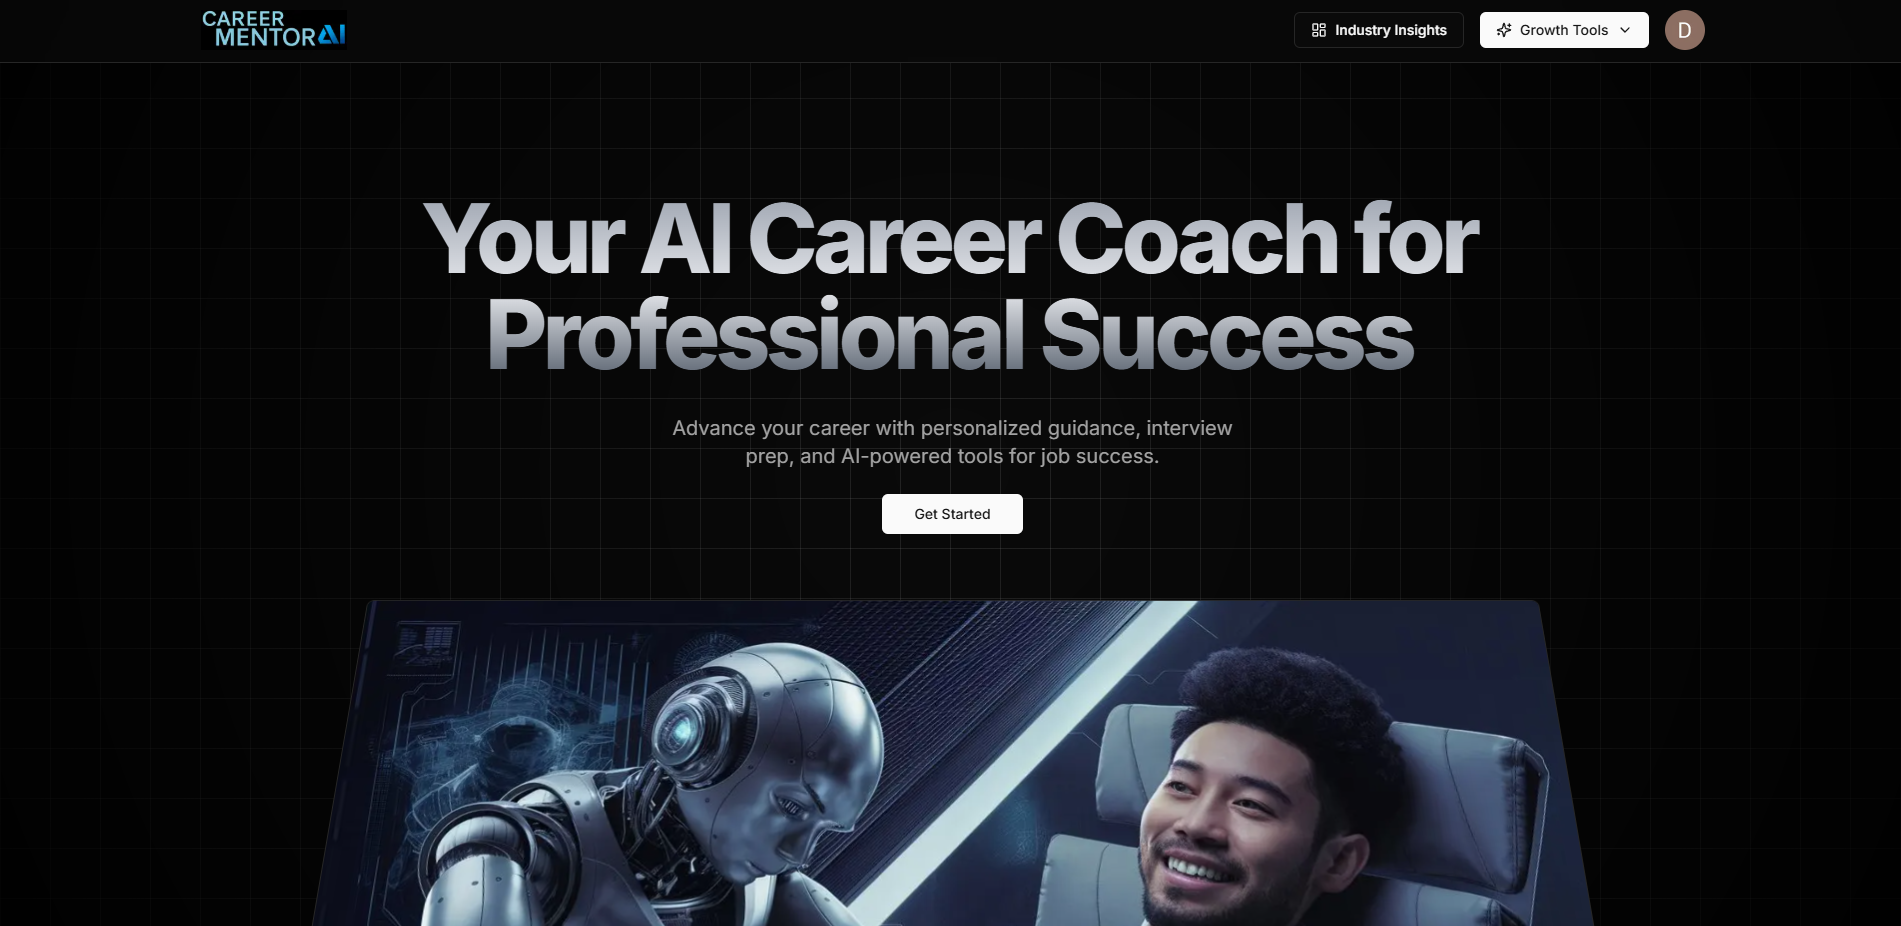 CAREER
MENTOR AI
Industry Insights
Growth Tools
D
Your AI Career Coach for
Professional Success
Advance your career with personalized guidance, interview
prep, and AI-powered tools for job success.
Get Started